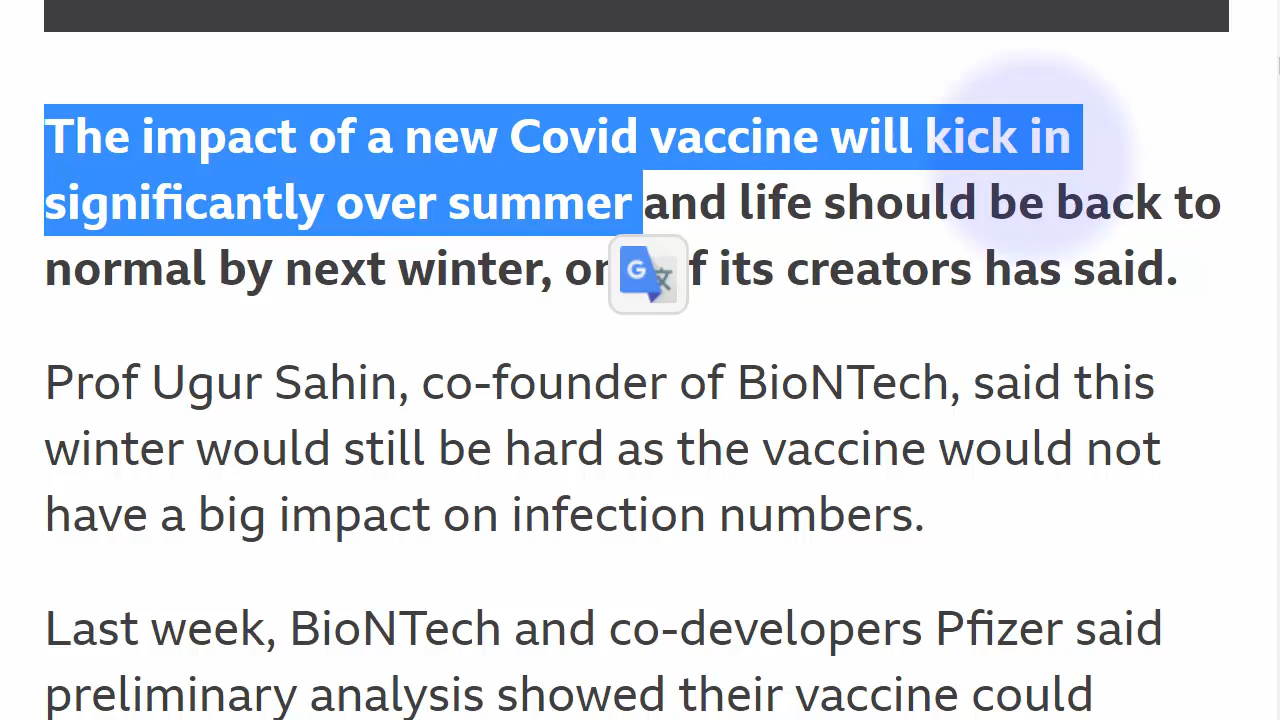 The impact of a new Covid vaccine will kick in
significantly over summer and life should be back to
normal by next winter, of its creators has said.
Prof Ugur Sahin, co-founder of BioNTech, said this
winter would still be hard as the vaccine would not
have a big impact on infection numbers.
Last week, BioNTech and co-developers Pfizer said
preliminary analysis showed their vaccine could